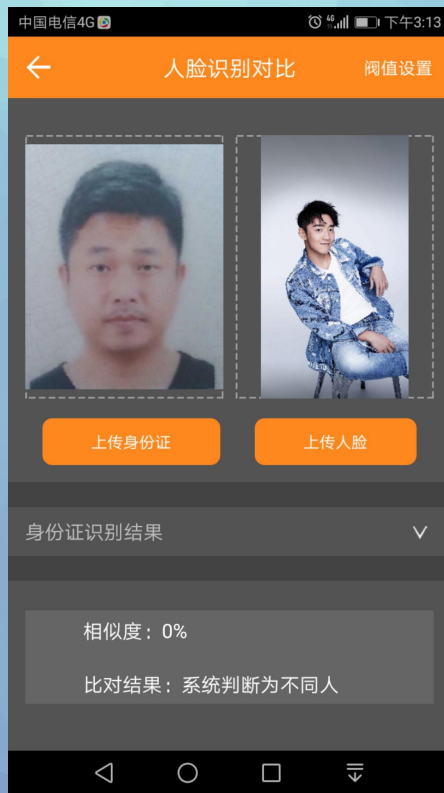 中国电信4G 46 下午3:13
人脸识别对比 阀值设置
上传身份证 上传人脸
身份证识别结果
相似度：0%
比对结果：系统判断为不同人